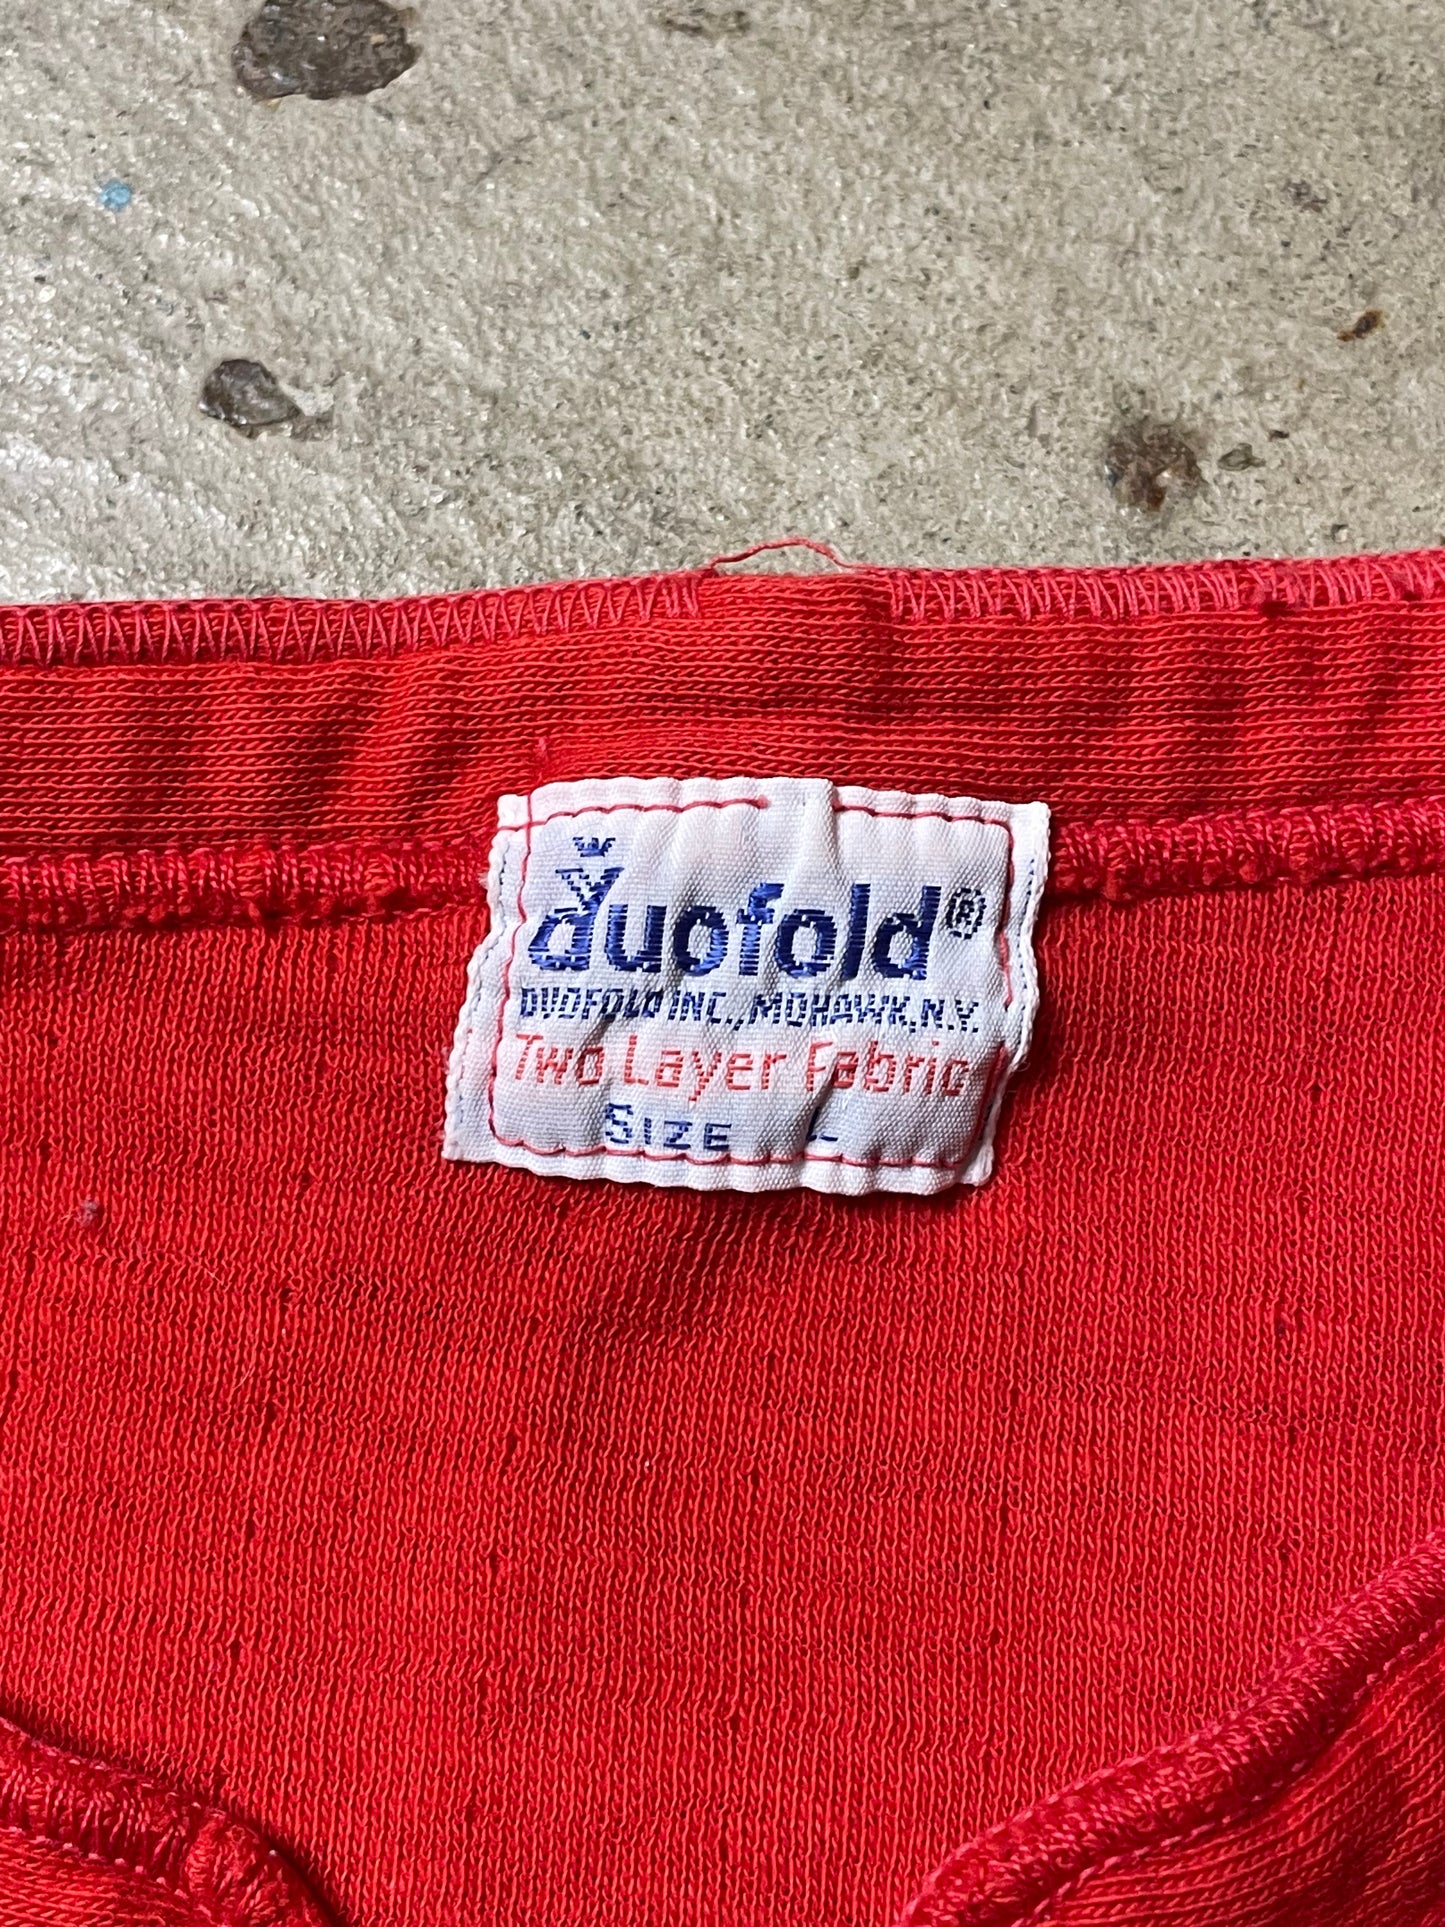 duofold®
DUOFOLD INC., MOHAWK, N.Y.
Two Layer Fabric
SIZE L